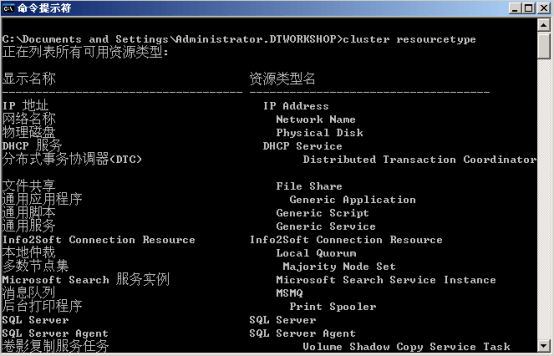 命令提示符
C:\Documents and Settings\Administrator.DTWORKSHOP>cluster resourcetype
正在列表所有可用资源类型:
显示名称 资源类型名
------------------------------------ ------------------------------------
IP 地址 IP Address
网络名称 Network Name
物理磁盘 Physical Disk
DHCP 服务 DHCP Service
分布式事务协调器(DTC) Distributed Transaction Coordinator
文件共享 File Share
通用应用程序 Generic Application
通用脚本 Generic Script
通用服务 Generic Service
Info2Soft Connection Resource Info2Soft Connection Resource
本地仲裁 Local Quorum
多数节点集 Majority Node Set
Microsoft Search 服务实例 Microsoft Search Service Instance
消息队列 MSMQ
后台打印程序 Print Spooler
SQL Server SQL Server
SQL Server Agent SQL Server Agent
卷影复制服务任务 Volume Shadow Copy Service Task